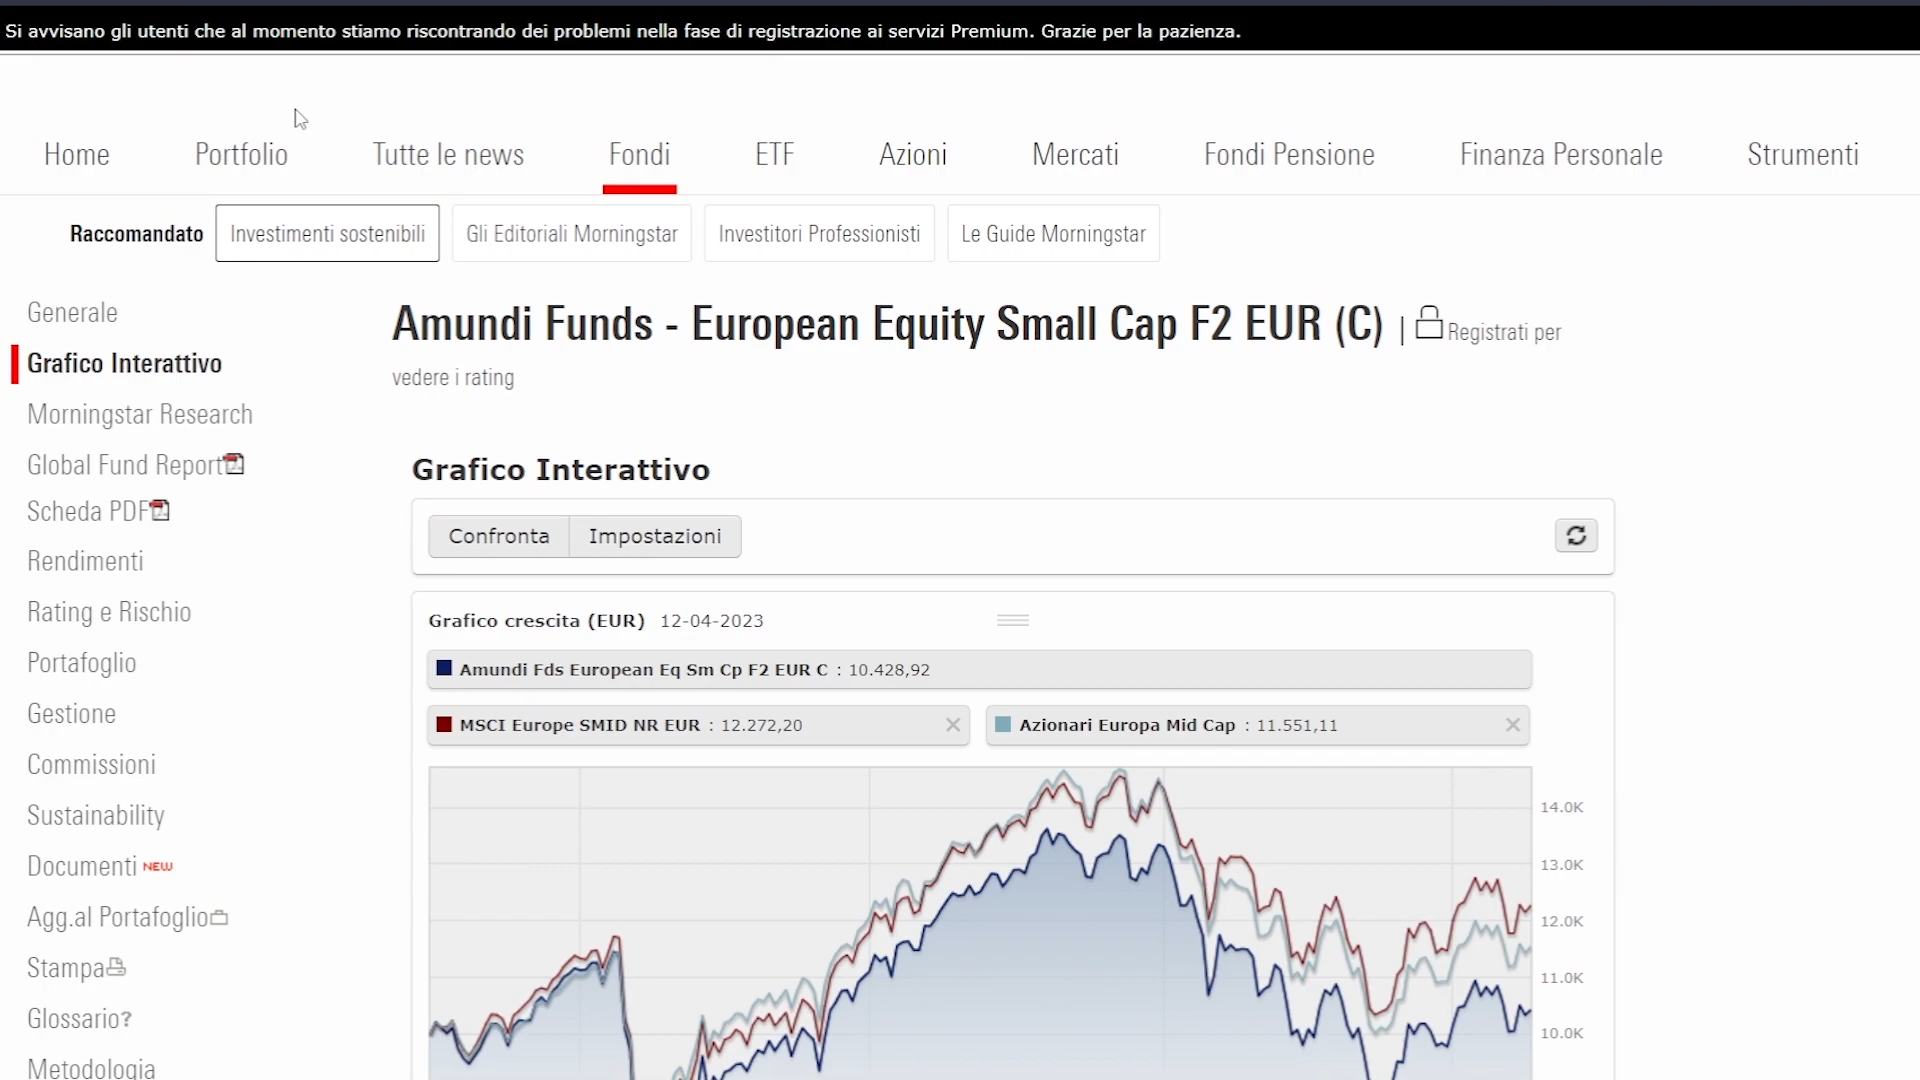 Si avvisano gli utenti che al momento stiamo riscontrando dei problemi nella fase di registrazione ai servizi Premium. Grazie per la pazienza.
Home Portfolio Tutte le news Fondi ETF Azioni Mercati Fondi Pensione Finanza Personale Strumenti
Raccomandato Investimenti sostenibili Gli Editoriali Morningstar Investitori Professionisti Le Guide Morningstar
Generale
Grafico Interattivo
Morningstar Research
Global Fund Report
Scheda PDF
Rendimenti
Rating e Rischio
Portafoglio
Gestione
Commissioni
Sustainability
Documenti NEW
Agg.al Portafoglio
Stampa
Glossario?
Metodologia
Amundi Funds - European Equity Small Cap F2 EUR (C) | Registrati per
vedere i rating
Grafico Interattivo
Confronta Impostazioni
Grafico crescita (EUR) 12-04-2023
Amundi Fds European Eq Sm Cp F2 EUR C : 10.428,92
MSCI Europe SMID NR EUR : 12.272,20
Azionari Europa Mid Cap : 11.551,11
14.0K
13.0K
12.0K
11.0K
10.0K